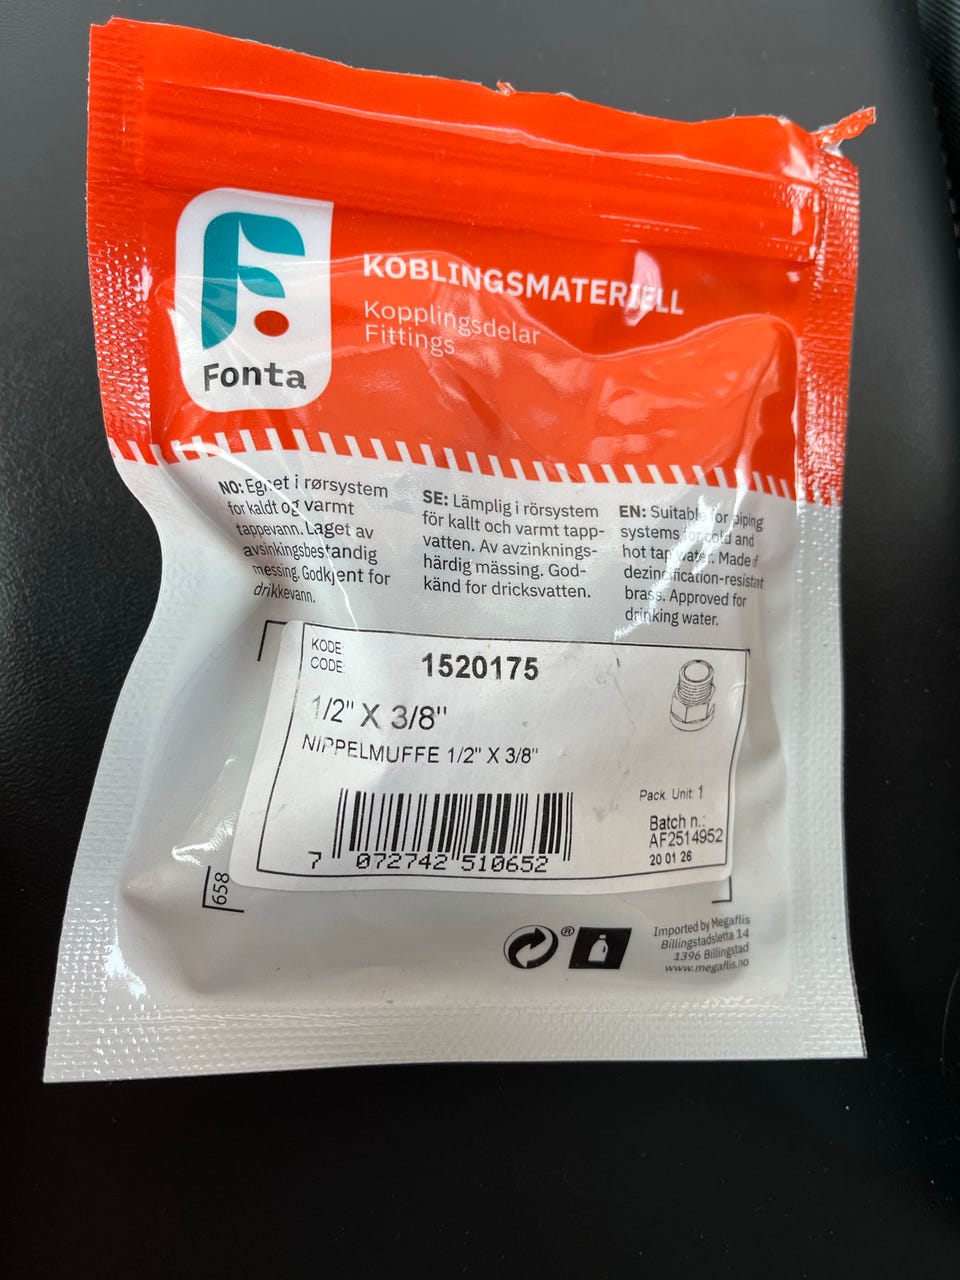 Fonta
KOBLINGSMATERIELL
Kopplingsdelar
Fittings
NO: Egnet i rørsystem
for kaldt og varmt
tappevann. Laget av
avsinkingsbestandig
messing. Godkjent for
drikkevann.
SE: Lämplig i rörsystem
för kallt och varmt tapp-
vatten. Av avzinknings-
härdig mässing. God-
känd for dricksvatten.
EN: Suitable for piping
systems for cold and
hot tap water. Made of
dezincification-resistant
brass. Approved for
drinking water.
KODE
CODE
1520175
1/2" X 3/8"
NIPPELMUFFE 1/2" X 3/8"
Pack. Unit 1
Batch n.:
AF2514952
20 01 26
7 072742 510652
658
®
Imported by Megaflis
Billingstadsletta 14
1396 Billingstad
www.megaflis.no